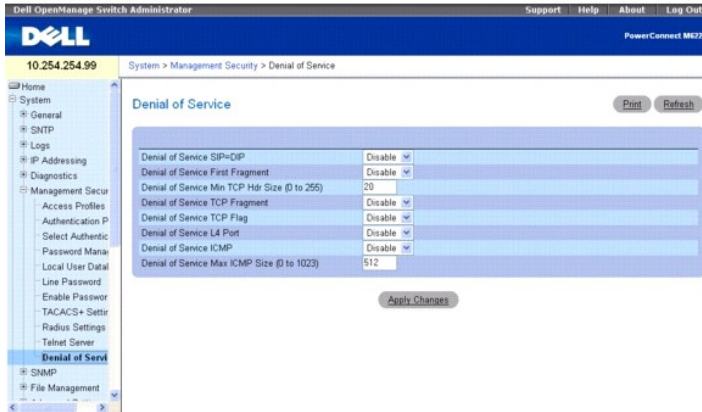 Dell OpenManage Switch Administrator
Support Help About Log Out
DELL
PowerConnect M622
10.254.254.99
System > Management Security > Denial of Service
Home
System
General
SNTP
Logs
IP Addressing
Diagnostics
Management Secur
Access Profiles
Authentication P
Select Authentic
Password Manag
Local User Datal
Line Password
Enable Passwor
TACACS+ Settir
Radius Settings
Telnet Server
Denial of Servi
SNMP
File Management
Denial of Service
Print Refresh
Denial of Service SIP=DIP Disable
Denial of Service First Fragment Disable
Denial of Service Min TCP Hdr Size (0 to 255) 20
Denial of Service TCP Fragment Disable
Denial of Service TCP Flag Disable
Denial of Service L4 Port Disable
Denial of Service ICMP Disable
Denial of Service Max ICMP Size (0 to 1023) 512
Apply Changes